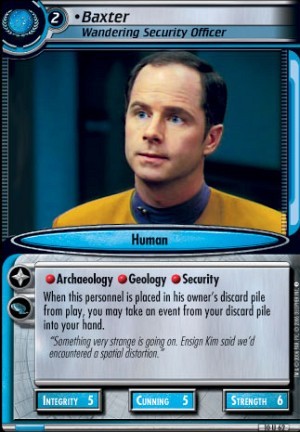 2 •Baxter
Wandering Security Officer
Human
Archaeology Geology Security
When this personnel is placed in his owner's discard pile
from play, you may take an event from your discard pile
into your hand.
"Something very strange is going on. Ensign Kim said we'd
encountered a spatial distortion."
Integrity 5 Cunning 5 Strength 6